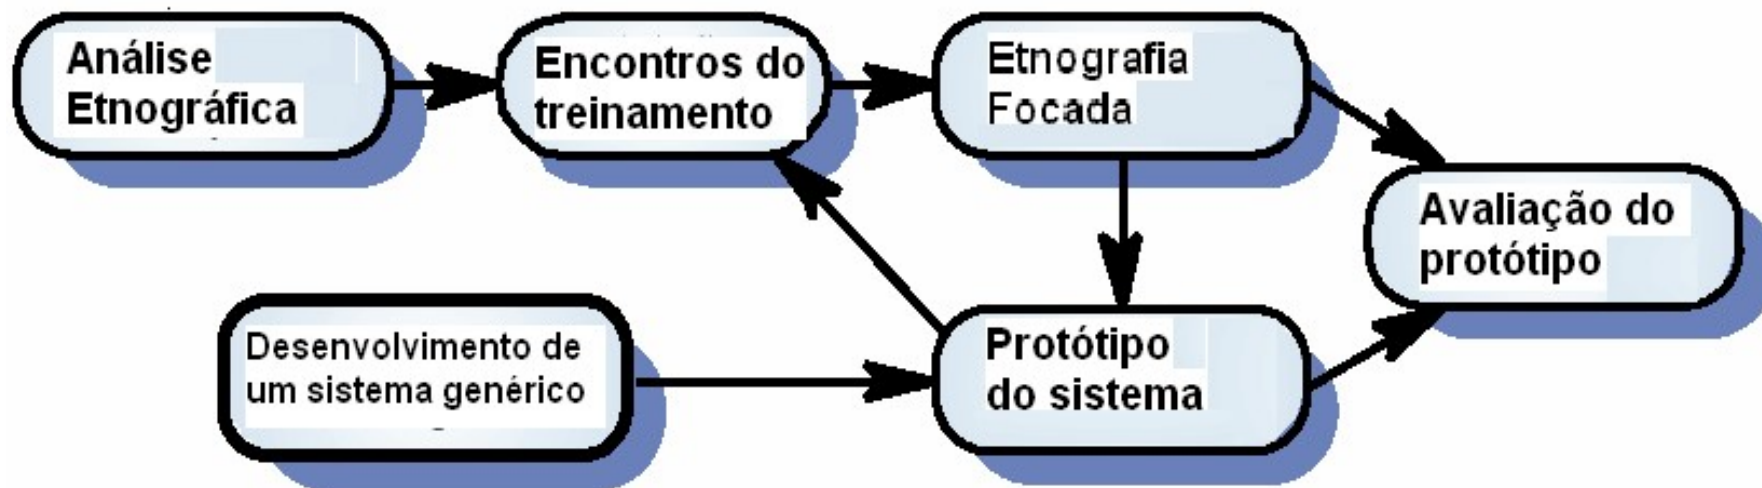 Análise
Etnográfica
Encontros do
treinamento
Etnografia
Focada
Avaliação do
protótipo
Desenvolvimento de
um sistema genérico
Protótipo
do sistema